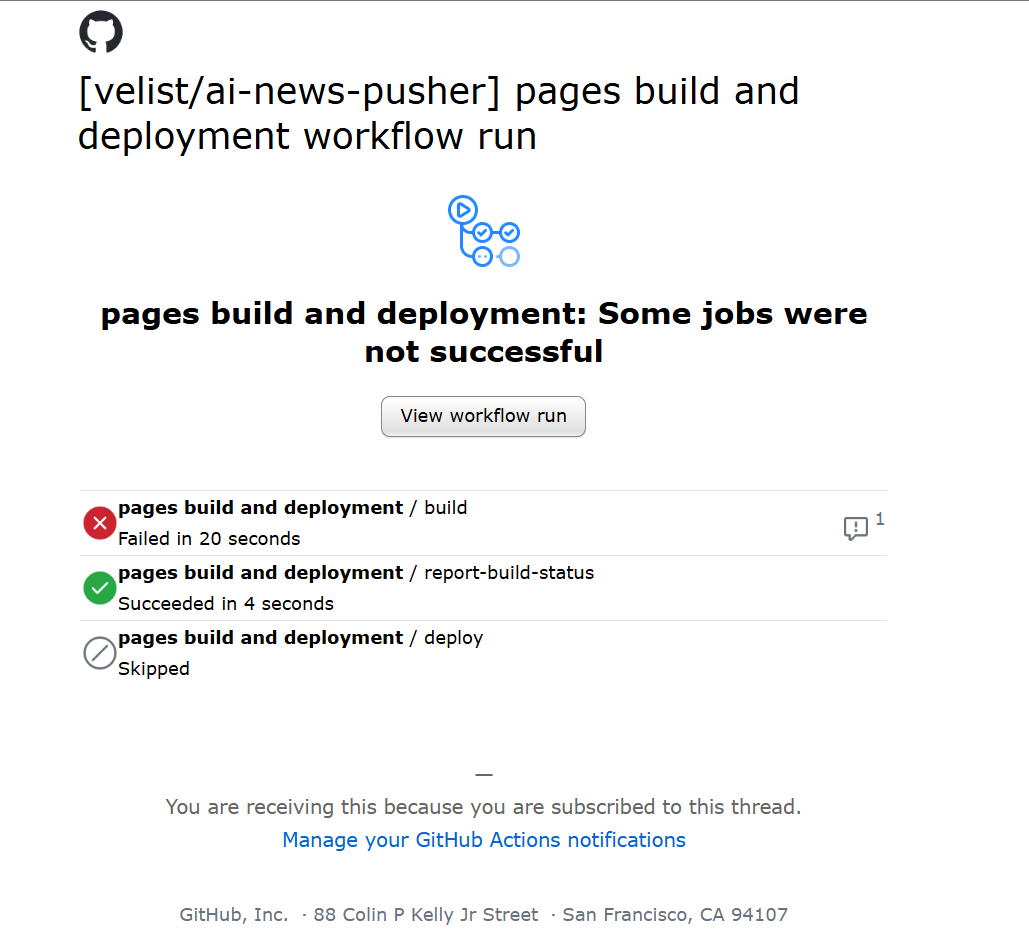 [velist/ai-news-pusher] pages build and
deployment workflow run
pages build and deployment: Some jobs were
not successful
View workflow run
pages build and deployment / build
Failed in 20 seconds
1
pages build and deployment / report-build-status
Succeeded in 4 seconds
pages build and deployment / deploy
Skipped
—
You are receiving this because you are subscribed to this thread.
Manage your GitHub Actions notifications
GitHub, Inc. ・88 Colin P Kelly Jr Street ・San Francisco, CA 94107